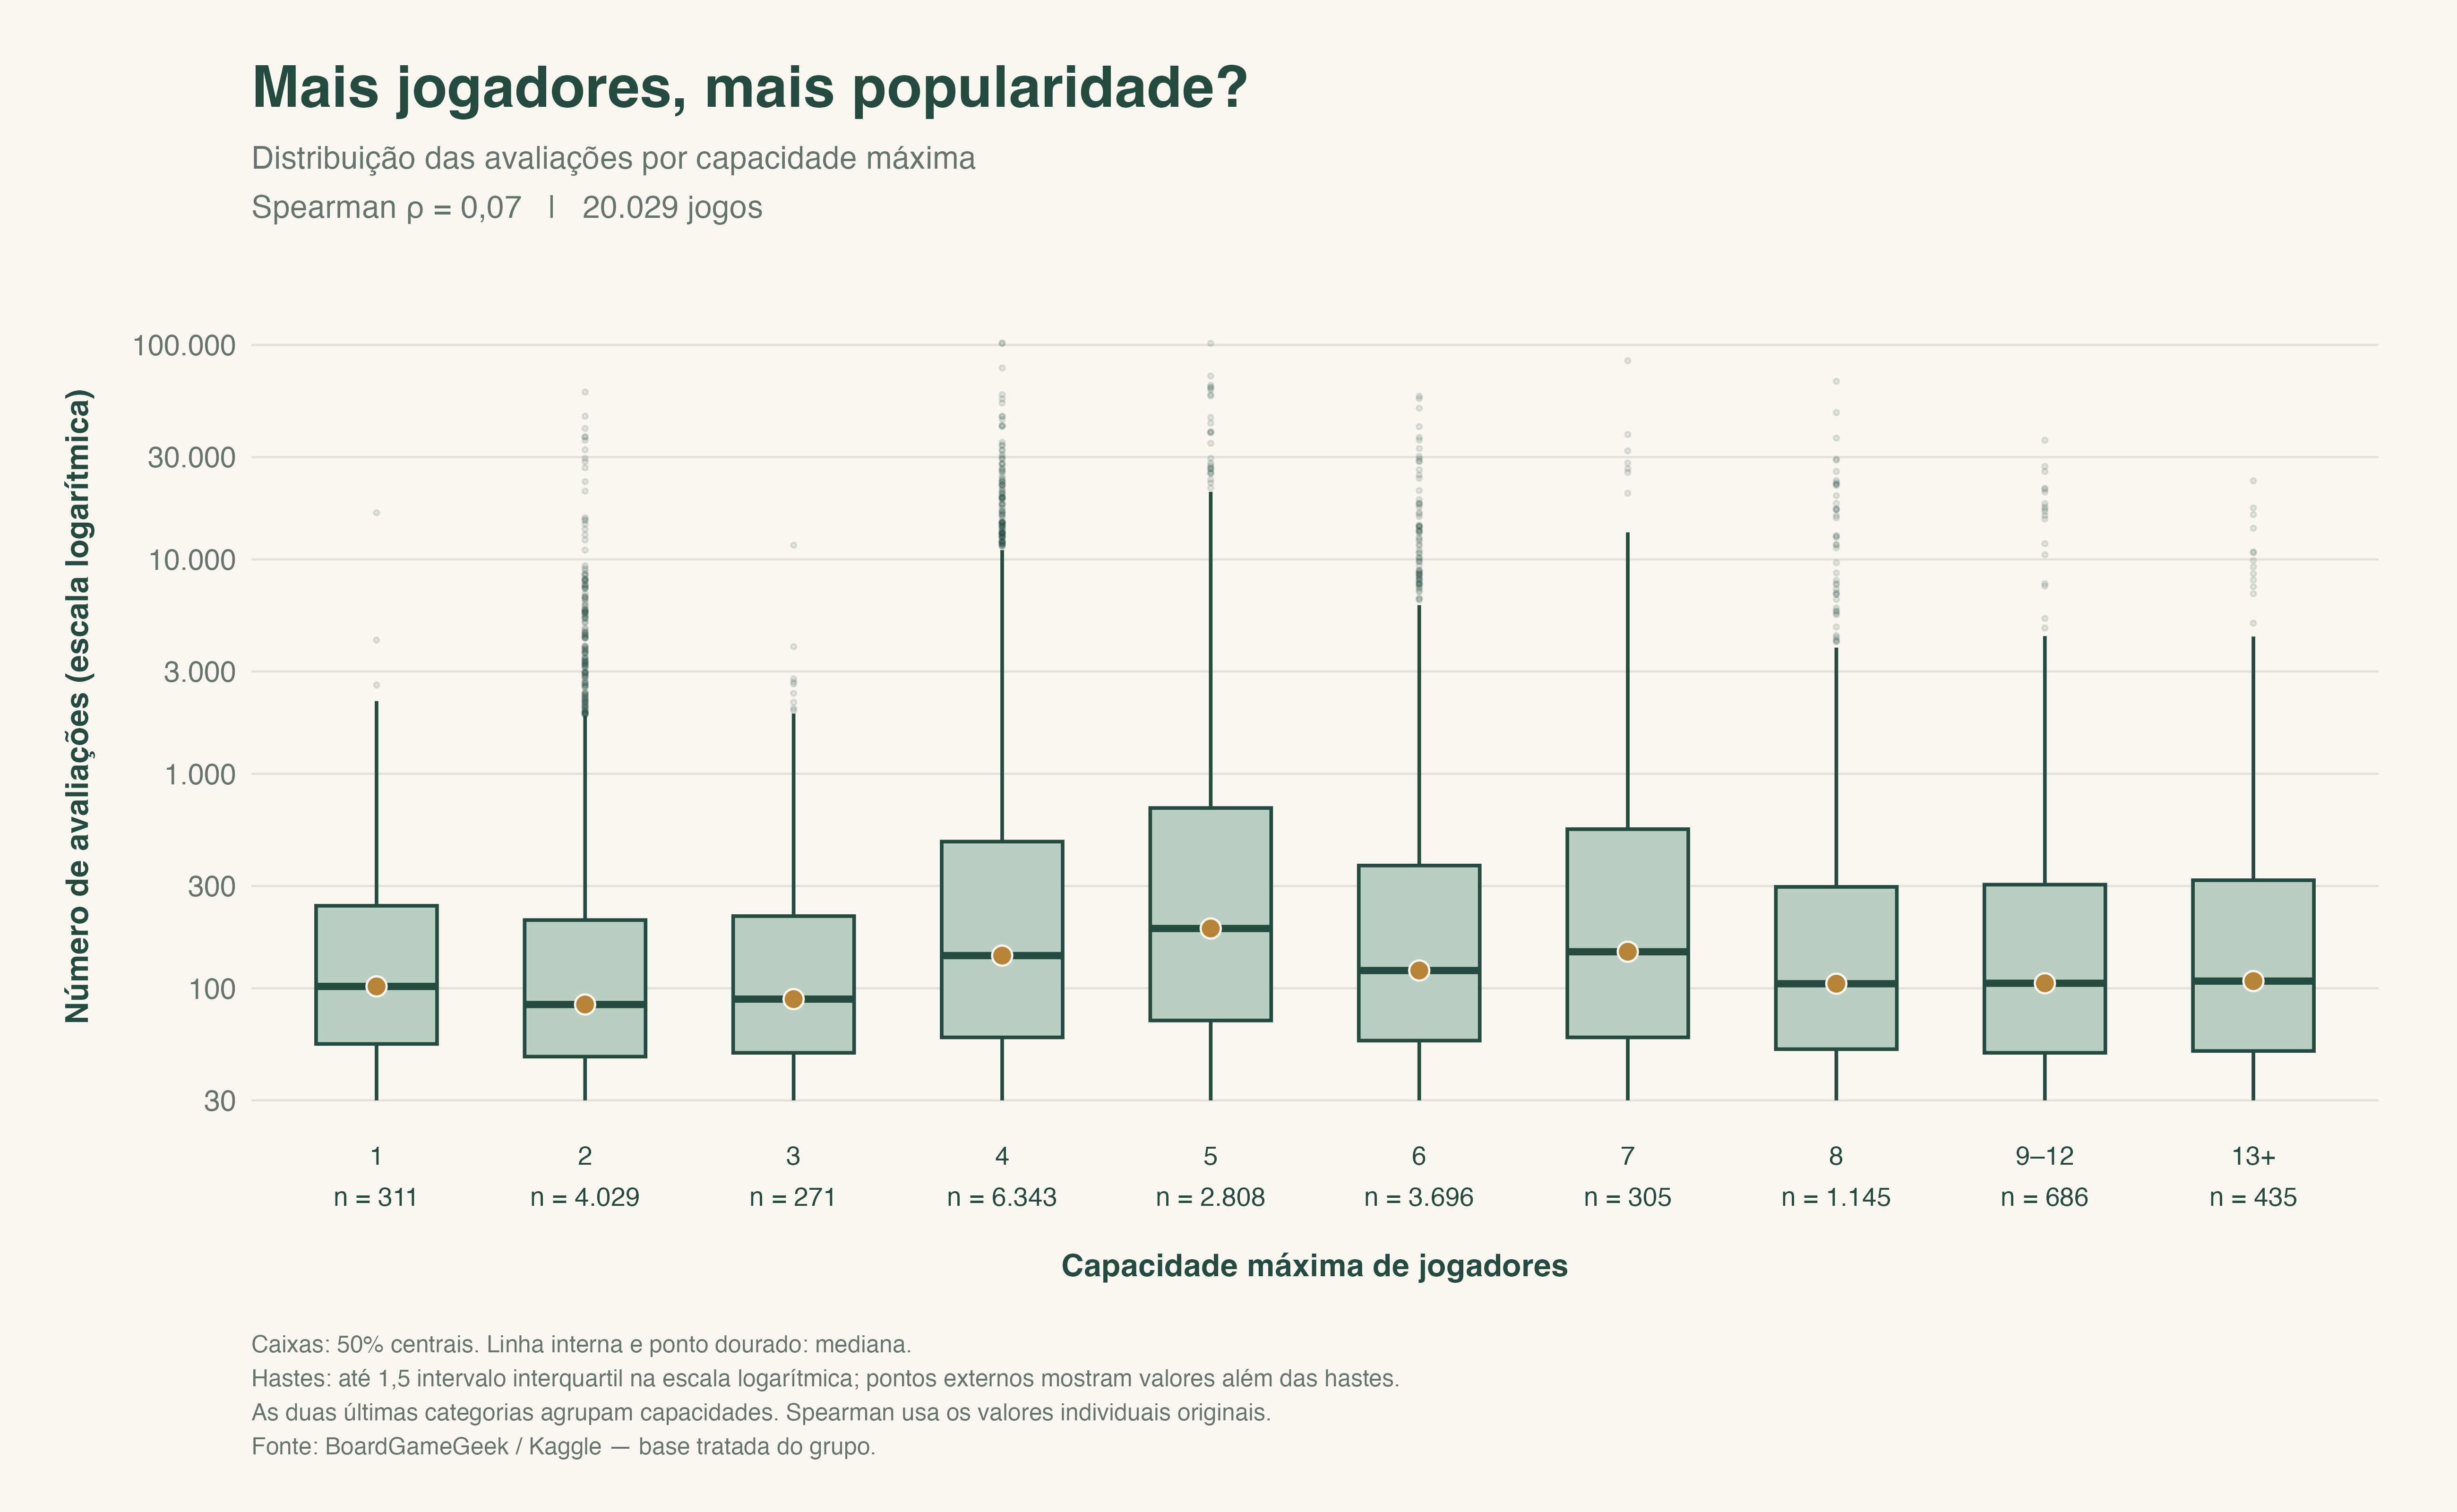 Mais jogadores, mais popularidade?
Distribuição das avaliações por capacidade máxima
Spearman ρ = 0,07 | 20.029 jogos
Número de avaliações (escala logarítmica)
100.000
30.000
10.000
3.000
1.000
300
100
30
1 2 3 4 5 6 7 8 9–12 13+
n = 311 n = 4.029 n = 271 n = 6.343 n = 2.808 n = 3.696 n = 305 n = 1.145 n = 686 n = 435
Capacidade máxima de jogadores
Caixas: 50% centrais. Linha interna e ponto dourado: mediana.
Hastes: até 1,5 intervalo interquartil na escala logarítmica; pontos externos mostram valores além das hastes.
As duas últimas categorias agrupam capacidades. Spearman usa os valores individuais originais.
Fonte: BoardGameGeek / Kaggle — base tratada do grupo.